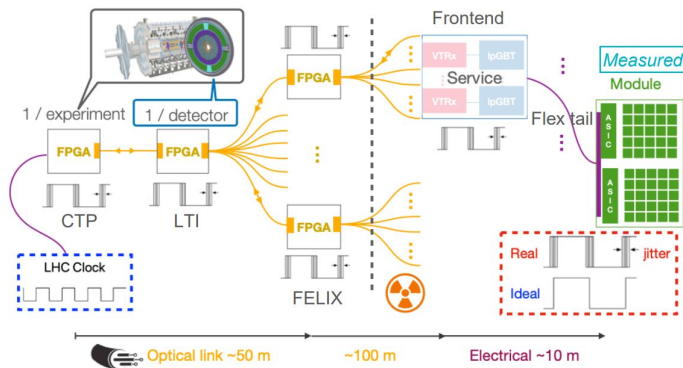 Frontend
VTRx
lpGBT
Service
VTRx
lpGBT
Measured
Module
Flex tail
ASIC
ASIC
1 / experiment
1 / detector
FPGA
FPGA
FPGA
FPGA
CTP
LTI
FELIX
LHC Clock
Real
jitter
Ideal
Optical link ~50 m
~100 m
Electrical ~10 m